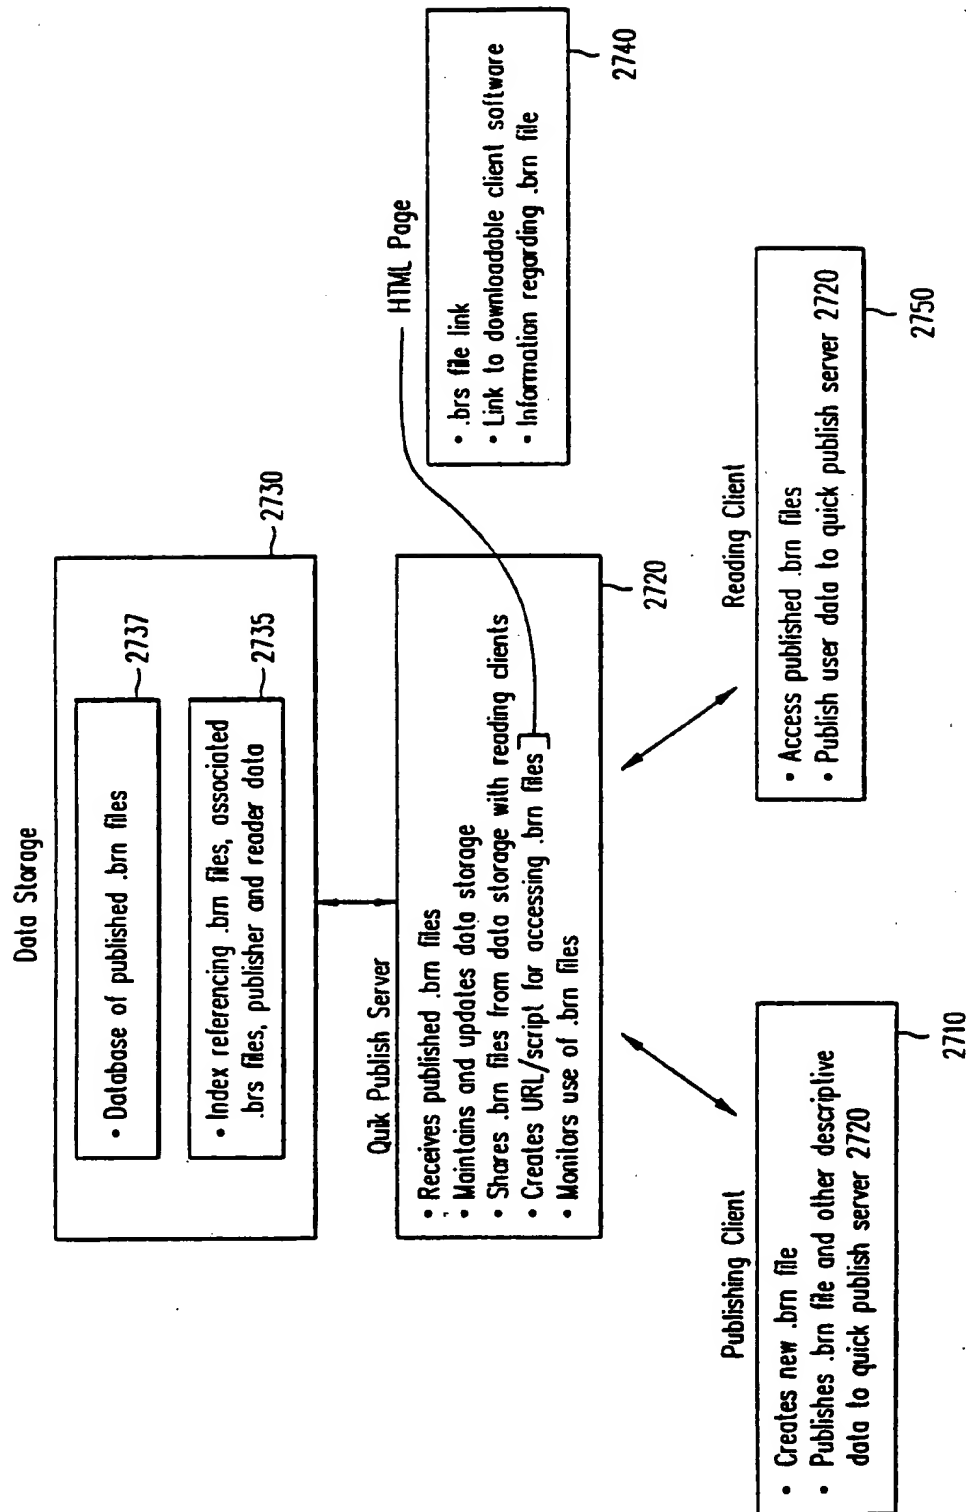 Data Storage
2730
• Database of published .brn files
2737
• Index referencing .brn files, associated
.brs files, publisher and reader data
2735
Quik Publish Server
• Receives published .brn files
• Maintains and updates data storage
• Shares .brn files from data storage with reading clients
• Creates URL/script for accessing .brn files
• Monitors use of .brn files
2720
HTML Page
• .brs file link
• Link to downloadable client software
• Information regarding .brn file
2740
Publishing Client
• Creates new .brn file
• Publishes .brn file and other descriptive
data to quick publish server 2720
2710
Reading Client
• Access published .brn files
• Publish user data to quick publish server 2720
2750